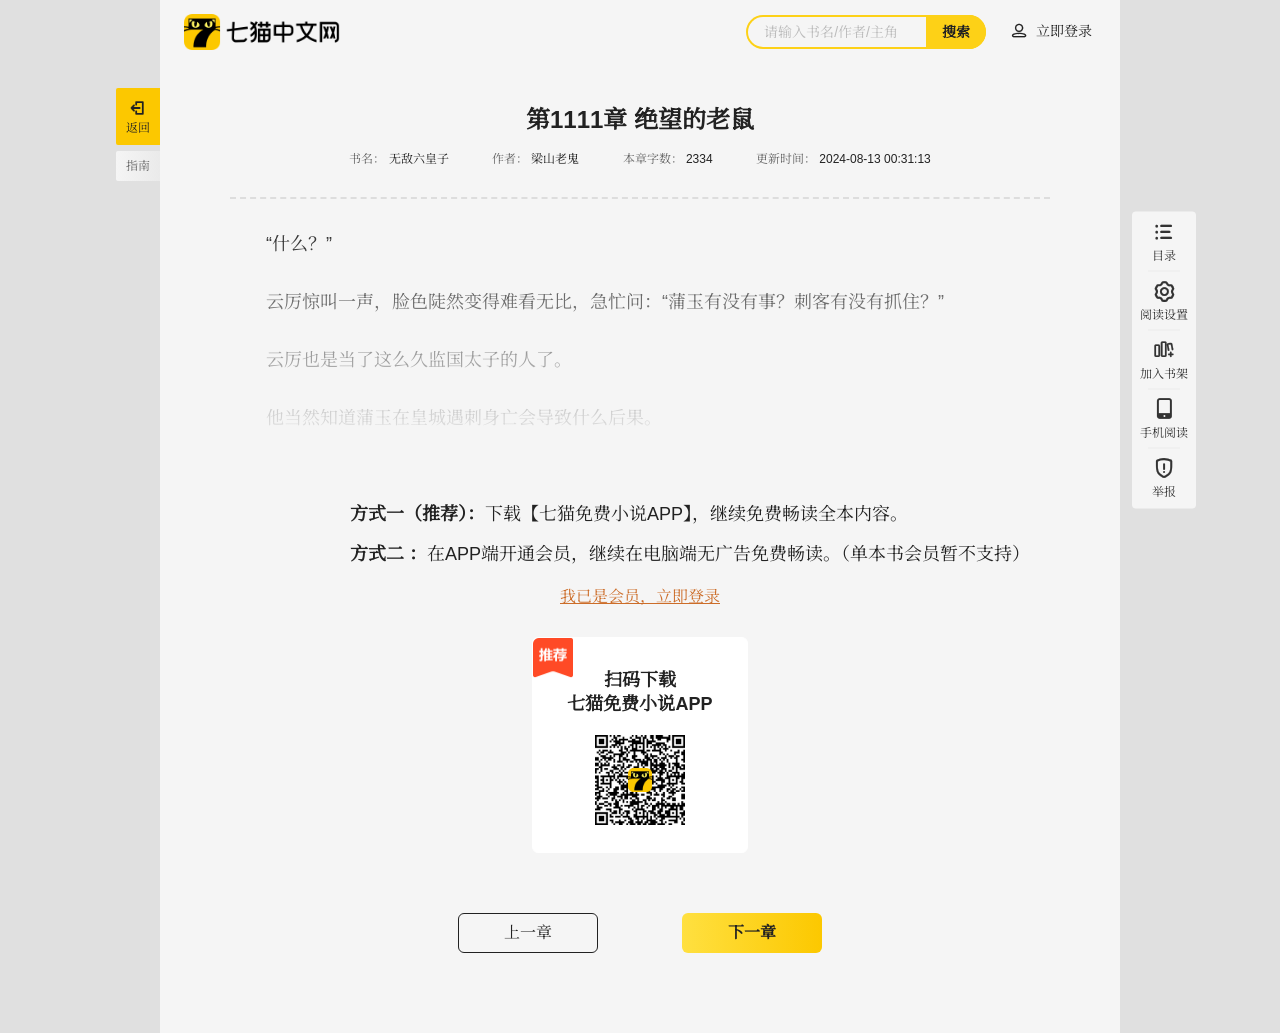 七猫中文网
请输入书名/作者/主角
搜索
立即登录
返回
指南
第1111章 绝望的老鼠
书名： 无敌六皇子 作者： 梁山老鬼 本章字数： 2334 更新时间： 2024-08-13 00:31:13
“什么？”
云厉惊叫一声，脸色陡然变得难看无比，急忙问：“蒲玉有没有事？刺客有没有抓住？”
云厉也是当了这么久监国太子的人了。
他当然知道蒲玉在皇城遇刺身亡会导致什么后果。
目录
阅读设置
加入书架
手机阅读
举报
方式一（推荐）：下载【七猫免费小说APP】，继续免费畅读全本内容。
方式二 ：在APP端开通会员，继续在电脑端无广告免费畅读。（单本书会员暂不支持）
我已是会员，立即登录
推荐
扫码下载
七猫免费小说APP
上一章
下一章